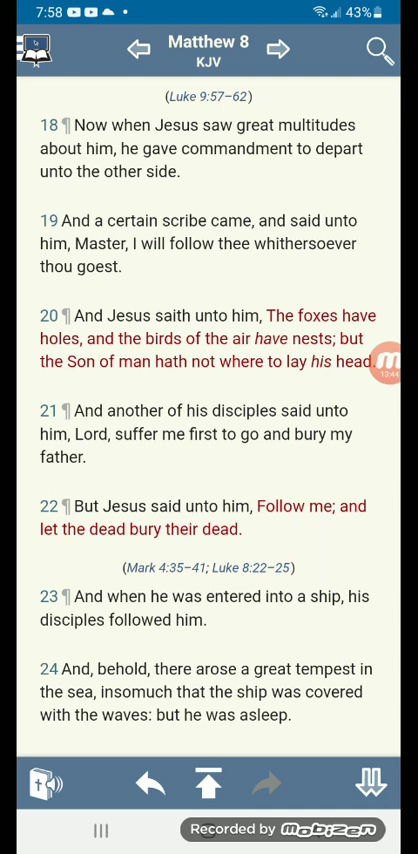 7:58 43%
Matthew 8
KJV
(Luke 9:57–62)
18 ¶ Now when Jesus saw great multitudes
about him, he gave commandment to depart
unto the other side.
19 And a certain scribe came, and said unto
him, Master, I will follow thee whithersoever
thou goest.
20 ¶ And Jesus saith unto him, The foxes have
holes, and the birds of the air have nests; but
the Son of man hath not where to lay his head.
m
13:44
21 ¶ And another of his disciples said unto
him, Lord, suffer me first to go and bury my
father.
22 ¶ But Jesus said unto him, Follow me; and
let the dead bury their dead.
(Mark 4:35–41; Luke 8:22–25)
23 ¶ And when he was entered into a ship, his
disciples followed him.
24 And, behold, there arose a great tempest in
the sea, insomuch that the ship was covered
with the waves: but he was asleep.
Recorded by mobizen